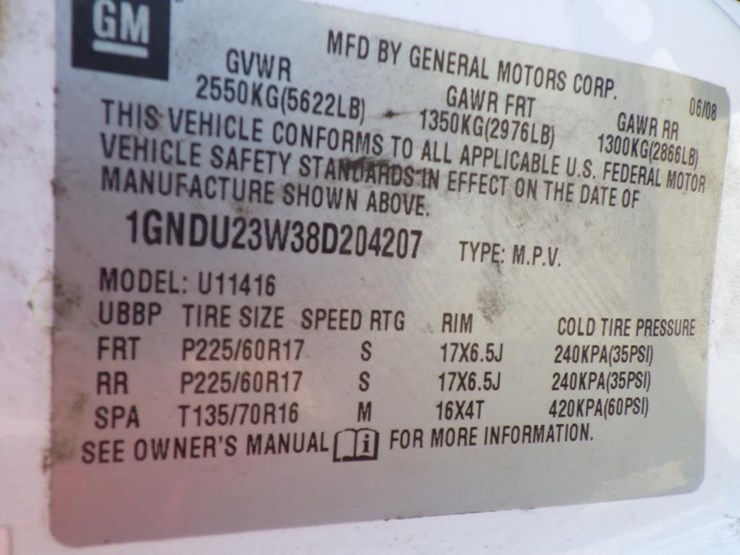 GM
MFD BY GENERAL MOTORS CORP. 06/08
GVWR GAWR FRT GAWR RR
2550KG(5622LB) 1350KG(2976LB) 1300KG(2866LB)
THIS VEHICLE CONFORMS TO ALL APPLICABLE U.S. FEDERAL MOTOR
VEHICLE SAFETY STANDARDS IN EFFECT ON THE DATE OF
MANUFACTURE SHOWN ABOVE.
1GNDU23W38D204207 TYPE: M.P.V.
MODEL: U11416
UBBP TIRE SIZE SPEED RTG RIM COLD TIRE PRESSURE
FRT P225/60R17 S 17X6.5J 240KPA(35PSI)
RR P225/60R17 S 17X6.5J 240KPA(35PSI)
SPA T135/70R16 M 16X4T 420KPA(60PSI)
SEE OWNER'S MANUAL i FOR MORE INFORMATION.